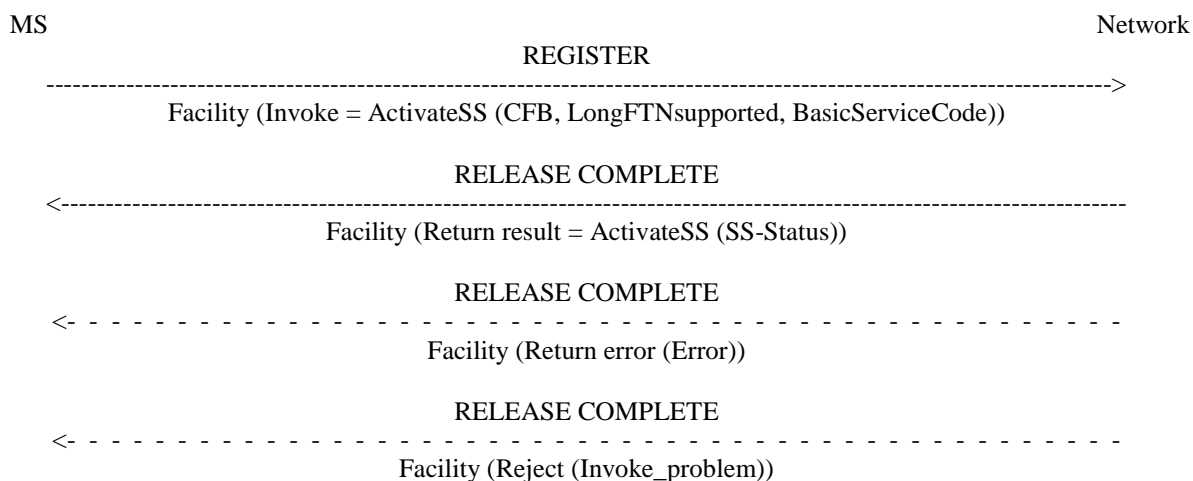 MS Network
REGISTER
Facility (Invoke = ActivateSS (CFB, LongFTNsupported, BasicServiceCode))
RELEASE COMPLETE
Facility (Return result = ActivateSS (SS-Status))
RELEASE COMPLETE
Facility (Return error (Error))
RELEASE COMPLETE
Facility (Reject (Invoke_problem))